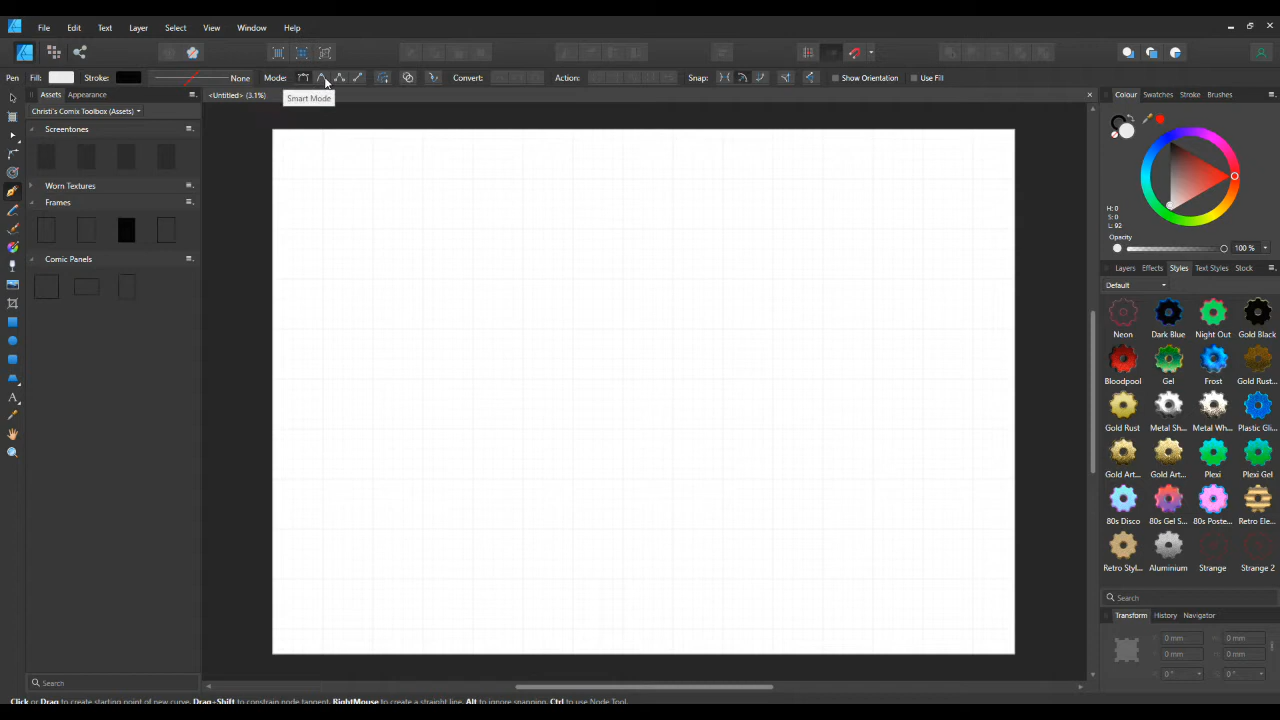 File Edit Text Layer Select View Window Help
Pen Fill: Stroke: None Mode: Convert: Action: Snap: Show Orientation Use Fill
Assets Appearance
<Untitled> (3.1%)
Smart Mode
Colour Swatches Stroke Brushes
Christi's Comix Toolbox (Assets)
Screentones
Worn Textures
Frames
Comic Panels
H: 0
S: 0
L: 92
Opacity
100 %
Layers Effects Styles Text Styles Stock
Default
Neon Dark Blue Night Out Gold Black
Bloodpool Gel Frost Gold Rust...
Gold Rust Metal Sh... Metal Wh... Plastic Gli...
Gold Art... Gold Art... Plexi Plexi Gel
80s Disco 80s Gel S... 80s Poste... Retro Ele...
Retro Styl... Aluminium Strange Strange 2
Search
Transform History Navigator
0 mm 0 mm
0 mm 0 mm
0 ° 0 °
Search
Click or Drag to create starting point of new curve. Drag+Shift to constrain node tangent. RightMouse to create a straight line. Alt to ignore snapping. Ctrl to use Node Tool.